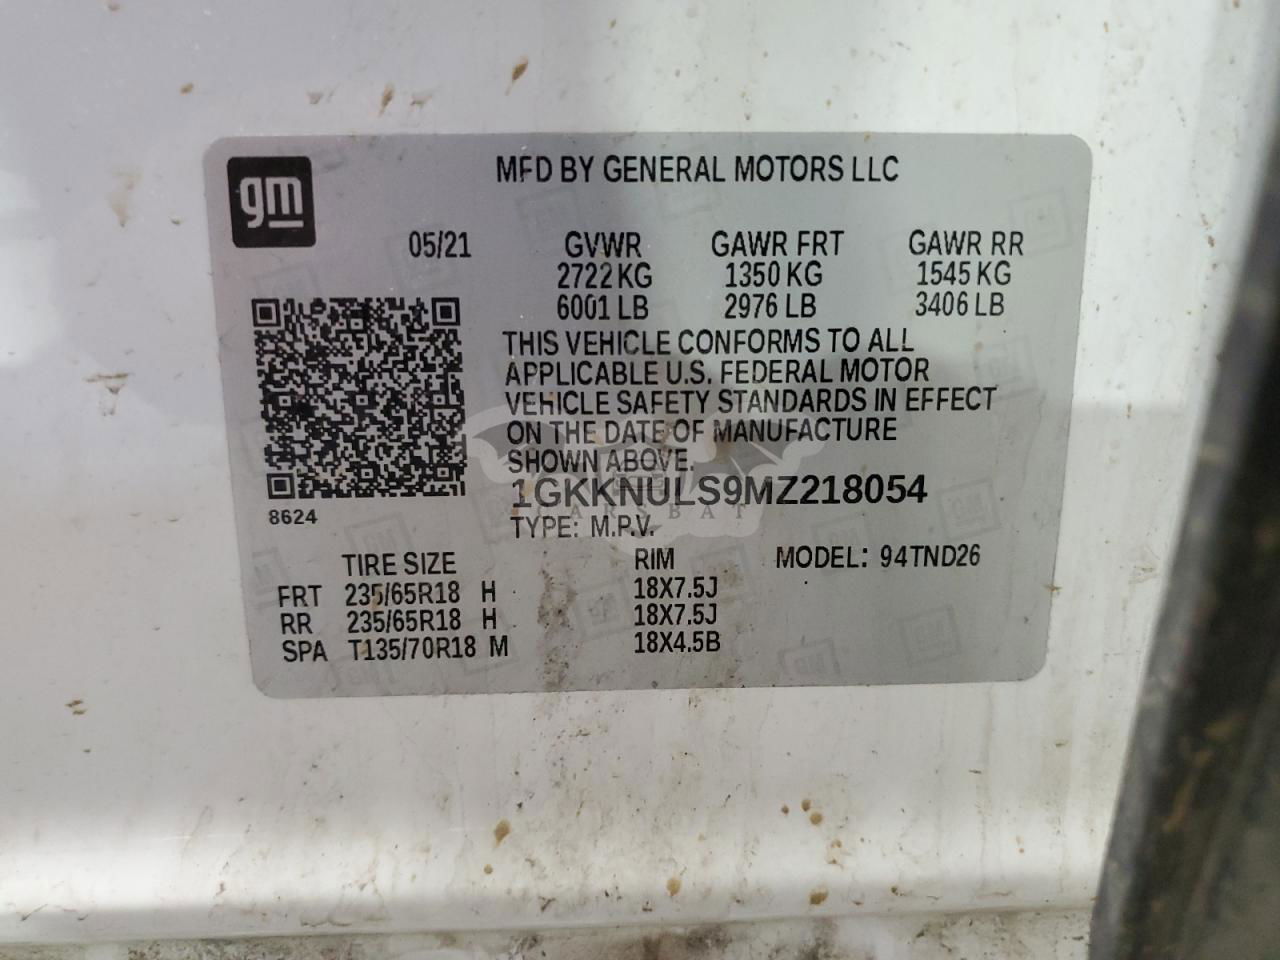 gm
MFD BY GENERAL MOTORS LLC
05/21 GVWR GAWR FRT GAWR RR
2722 KG 1350 KG 1545 KG
6001 LB 2976 LB 3406 LB
THIS VEHICLE CONFORMS TO ALL
APPLICABLE U.S. FEDERAL MOTOR
VEHICLE SAFETY STANDARDS IN EFFECT
ON THE DATE OF MANUFACTURE
SHOWN ABOVE.
1GKKNULS9MZ218054
CARSBAT
8624
TYPE: M.P.V.
TIRE SIZE RIM MODEL: 94TND26
FRT 235/65R18 H 18X7.5J
RR 235/65R18 H 18X7.5J
SPA T135/70R18 M 18X4.5B